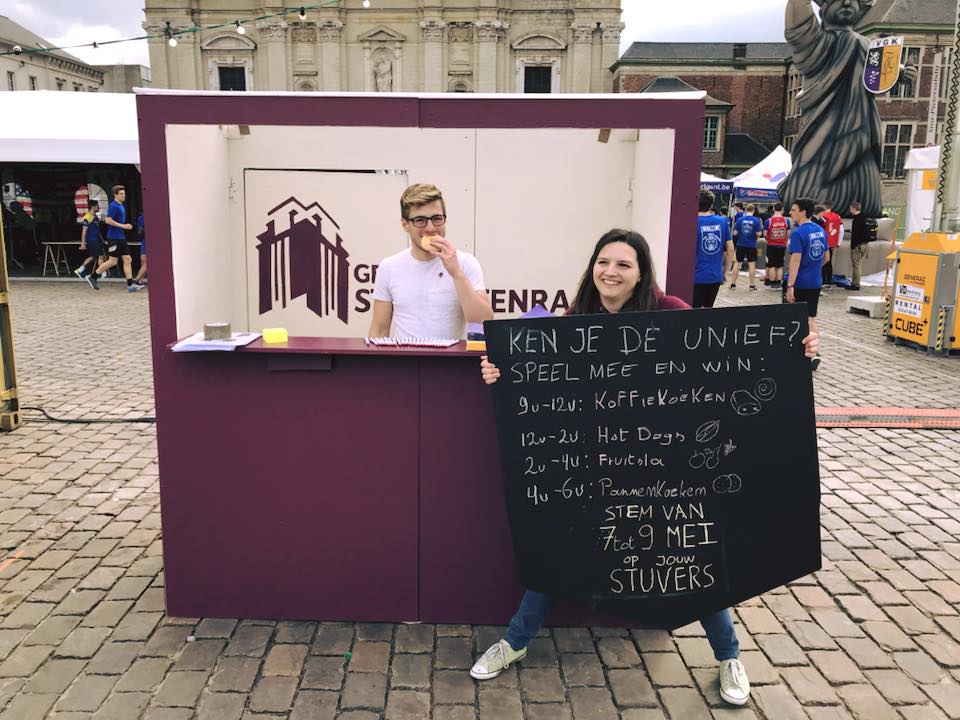 VGK
GE
ST
ENRA
KEN JE DE UNIEF?
SPEEL MEE EN WIN:
9u-12u: KOFFIEKOEKEN
12u-2u: Hot Dogs
2u-4u: Fruitsla
4u-6u: Pannenkoeken
STEM VAN
7 tot 9 MEI
OP JOUW
STUVERS
GENERAC
VD
RENTAL
CUBE+